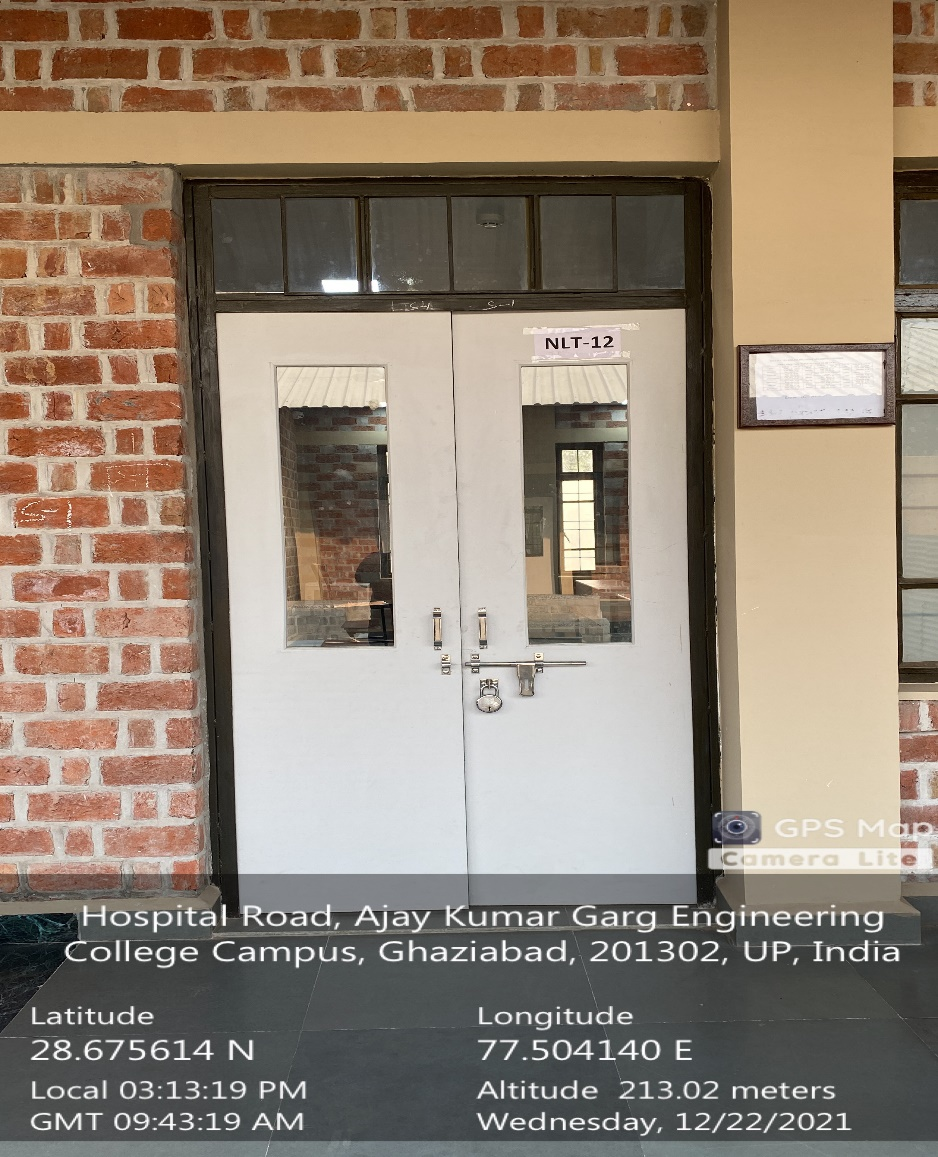 NLT-12
S-1
GPS Map
Camera Lite
Hospital Road, Ajay Kumar Garg Engineering
College Campus, Ghaziabad, 201302, UP, India
Latitude
28.675614 N
Longitude
77.504140 E
Local 03:13:19 PM
GMT 09:43:19 AM
Altitude 213.02 meters
Wednesday, 12/22/2021